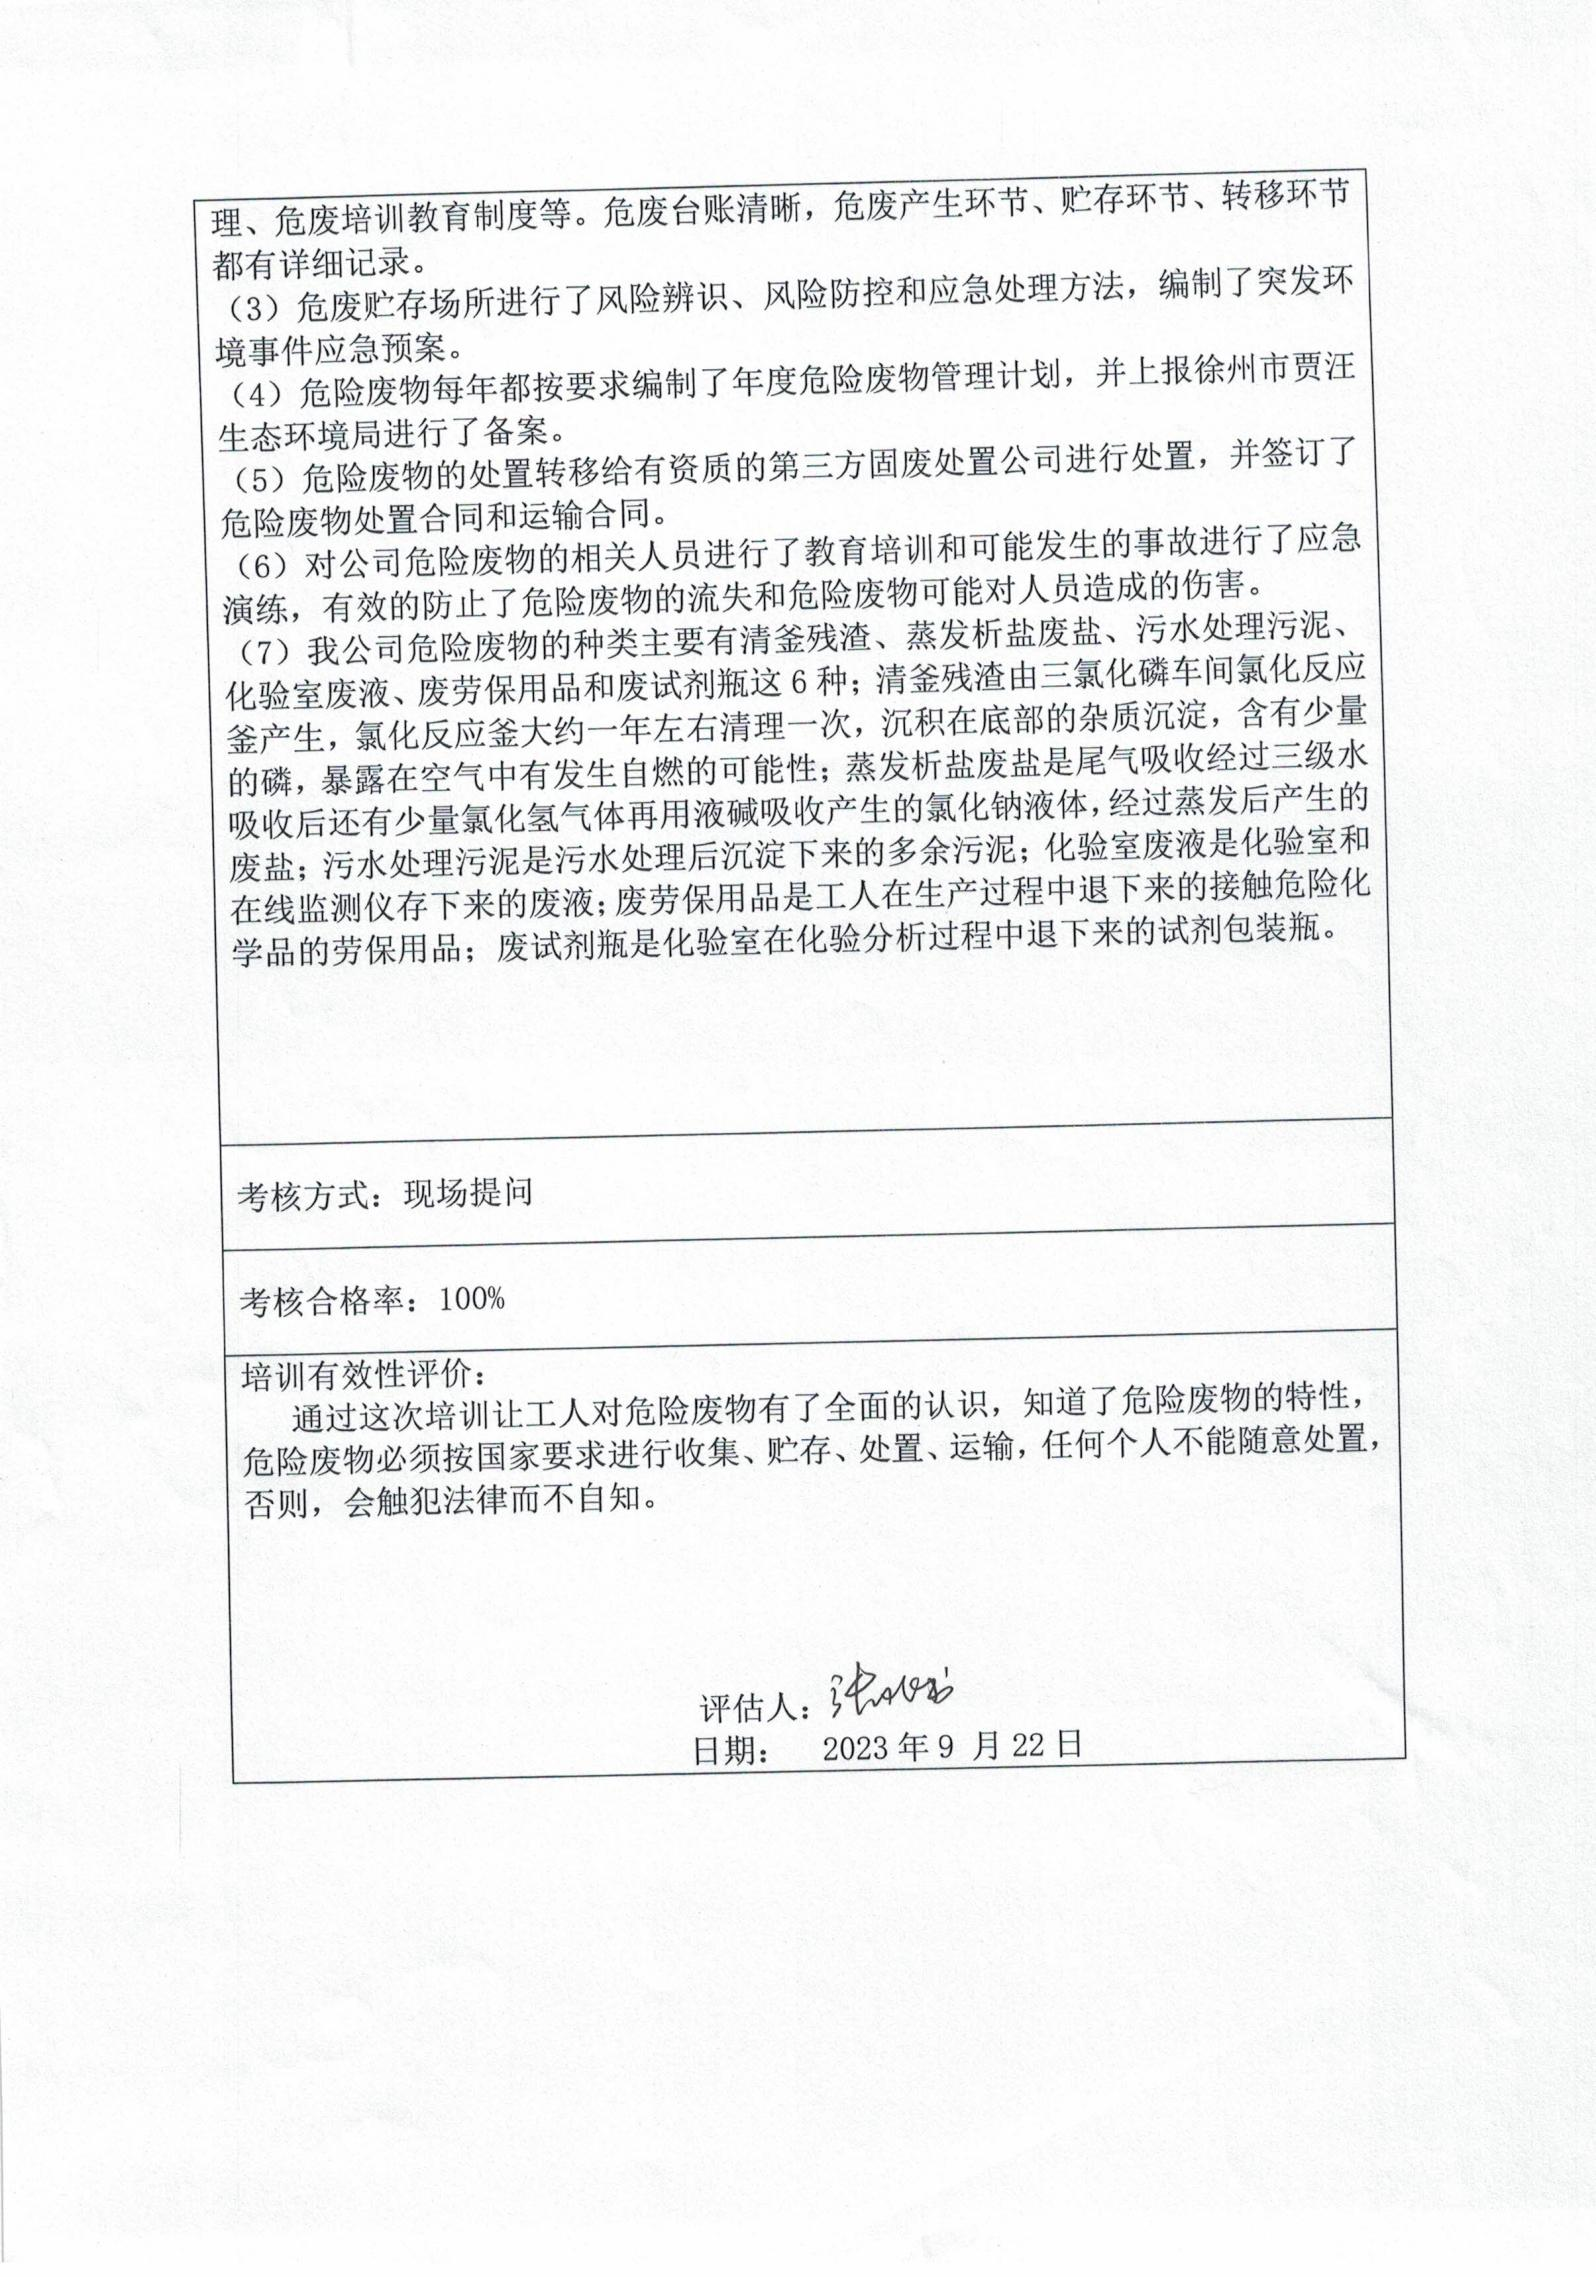 理、危废培训教育制度等。危废台账清晰，危废产生环节、贮存环节、转移环节
都有详细记录。
（3）危废贮存场所进行了风险辨识、风险防控和应急处理方法，编制了突发环
境事件应急预案。
（4）危险废物每年都按要求编制了年度危险废物管理计划，并上报徐州市贾汪
生态环境局进行了备案。
（5）危险废物的处置转移给有资质的第三方固废处置公司进行处置，并签订了
危险废物处置合同和运输合同。
（6）对公司危险废物的相关人员进行了教育培训和可能发生的事故进行了应急
演练，有效的防止了危险废物的流失和危险废物可能对人员造成的伤害。
（7）我公司危险废物的种类主要有清釜残渣、蒸发析盐废盐、污水处理污泥、
化验室废液、废劳保用品和废试剂瓶这6种；清釜残渣由三氯化磷车间氯化反应
釜产生，氯化反应釜大约一年左右清理一次，沉积在底部的杂质沉淀，含有少量
的磷，暴露在空气中有发生自燃的可能性；蒸发析盐废盐是尾气吸收经过三级水
吸收后还有少量氯化氢气体再用液碱吸收产生的氯化钠液体，经过蒸发后产生的
废盐；污水处理污泥是污水处理后沉淀下来的多余污泥；化验室废液是化验室和
在线监测仪存下来的废液；废劳保用品是工人在生产过程中退下来的接触危险化
学品的劳保用品；废试剂瓶是化验室在化验分析过程中退下来的试剂包装瓶。
考核方式：现场提问
考核合格率：100%
培训有效性评价：
通过这次培训让工人对危险废物有了全面的认识，知道了危险废物的特性，
危险废物必须按国家要求进行收集、贮存、处置、运输，任何个人不能随意处置，
否则，会触犯法律而不自知。
评估人：张
日期： 2023年9 月22日